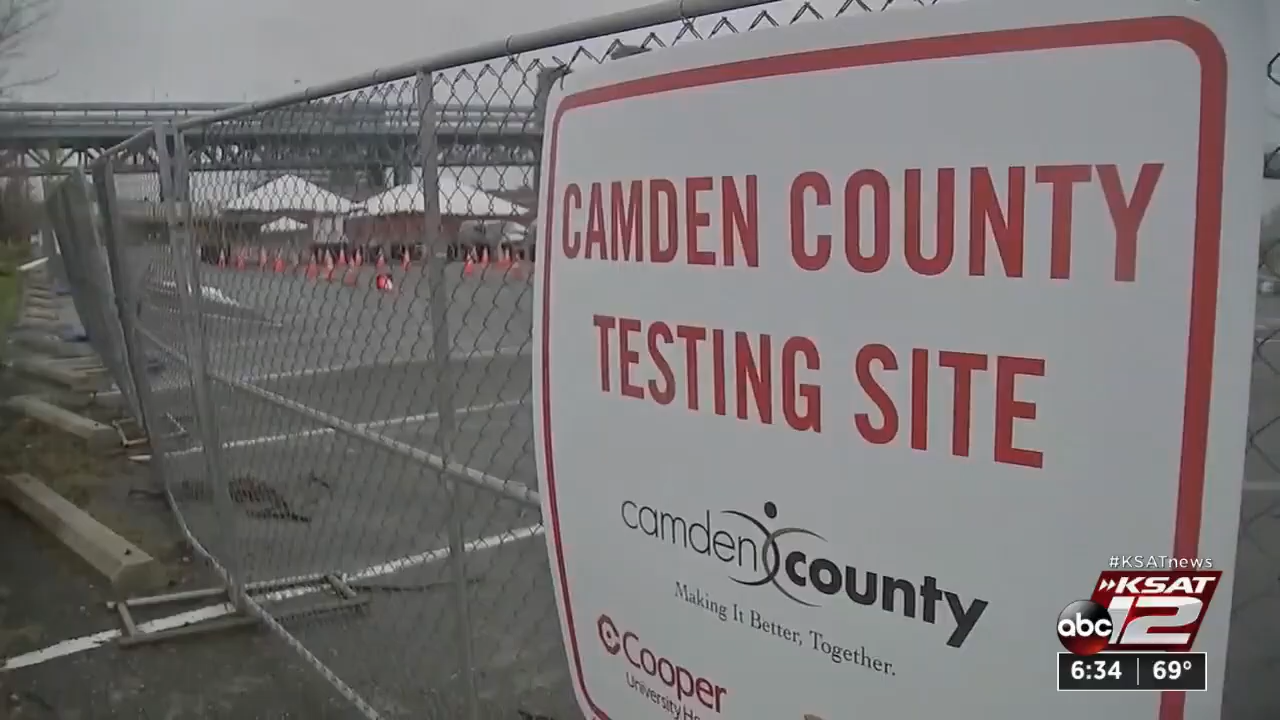 CAMDEN COUNTY
TESTING SITE
camden county
Making It Better, Together.
Cooper
University
#KSATnews
KSAT
abc 12
6:34 69°